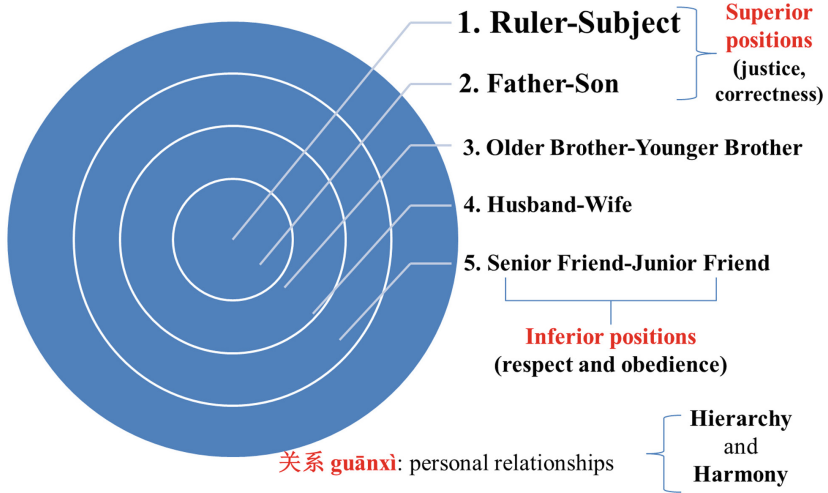 1. Ruler-Subject
2. Father-Son
3. Older Brother-Younger Brother
4. Husband-Wife
5. Senior Friend-Junior Friend
Superior
positions
(justice,
correctness)
Inferior positions
(respect and obedience)
关系 guānxì: personal relationships
Hierarchy
and
Harmony